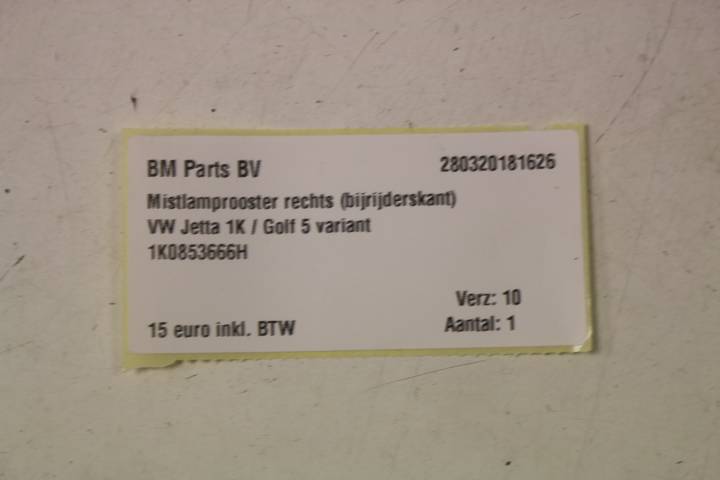 BM Parts BV 280320181626
Mistlamprooster rechts (bijrijderskant)
VW Jetta 1K / Golf 5 variant
1K0853666H
Verz: 10
15 euro inkl. BTW Aantal: 1